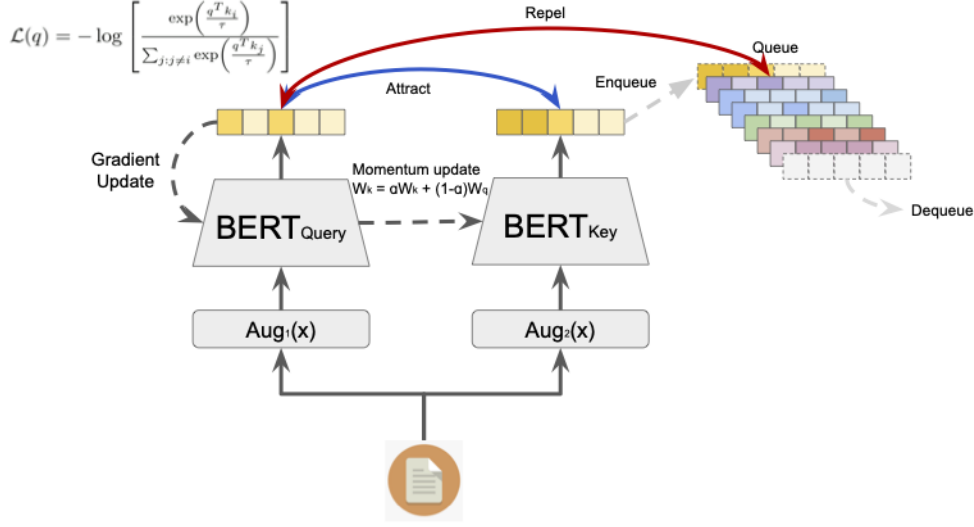 L(q) = − log [ exp(qᵀkᵢ/τ) / ∑_{j:j≠i} exp(qᵀkⱼ/τ) ]
Repel
Queue
Attract
Enqueue
Gradient
Update
Momentum update
Wₖ = αWₖ + (1-α)W_q
BERTQuery
BERTKey
Dequeue
Aug₁(x)
Aug₂(x)